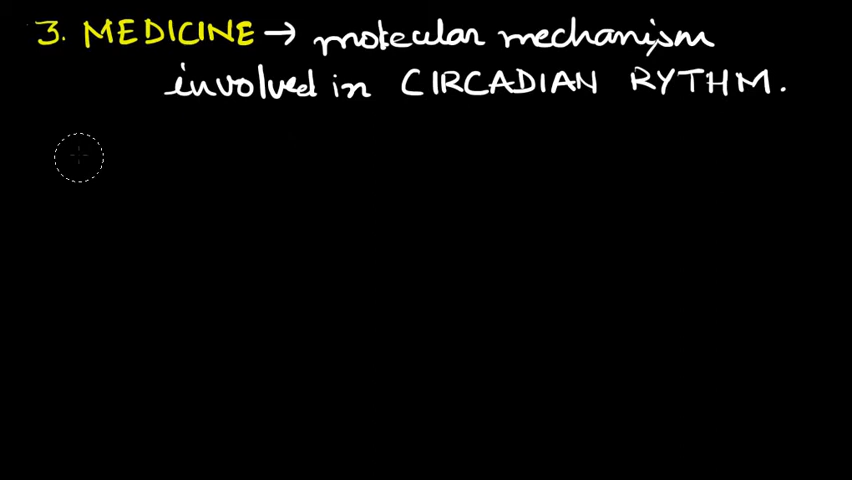 3. MEDICINE → molecular mechanism
involved in CIRCADIAN RYTHM.